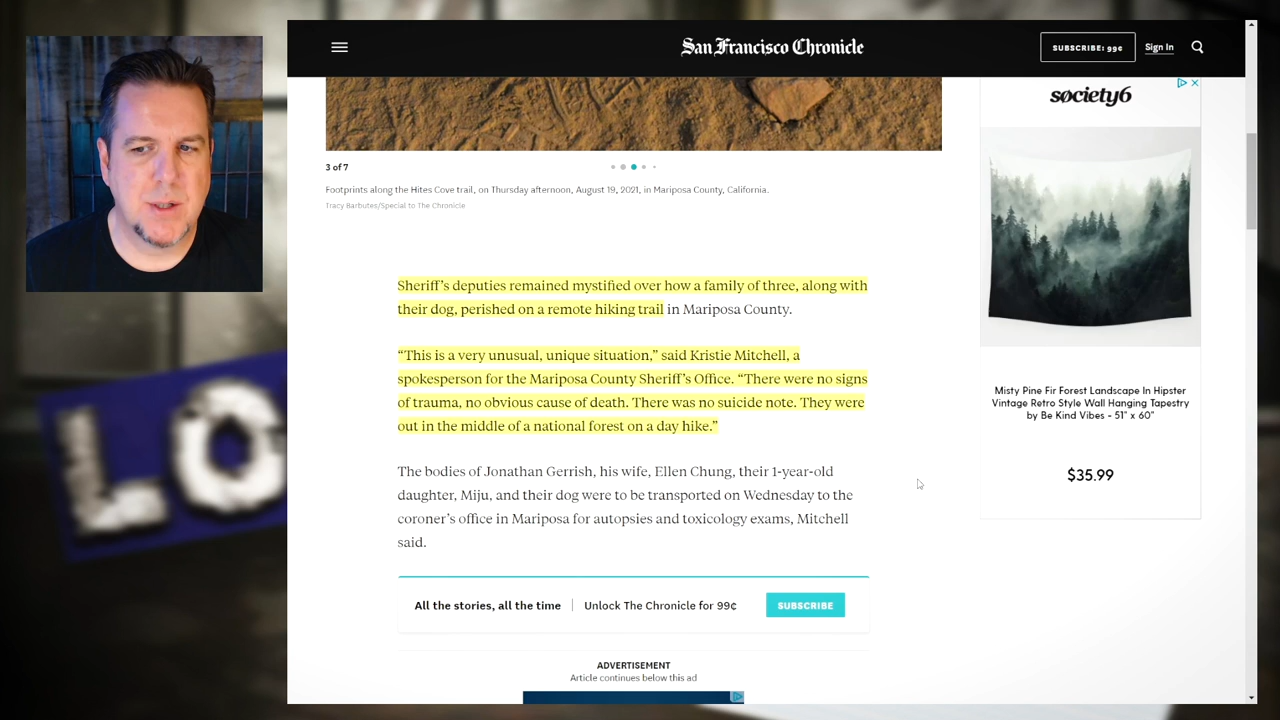 San Francisco Chronicle
SUBSCRIBE: 99¢
Sign In
3 of 7
Footprints along the Hites Cove trail, on Thursday afternoon, August 19, 2021, in Mariposa County, California.
Tracy Barbutes/Special to The Chronicle
Sheriff’s deputies remained mystified over how a family of three, along with
their dog, perished on a remote hiking trail in Mariposa County.
“This is a very unusual, unique situation,” said Kristie Mitchell, a
spokesperson for the Mariposa County Sheriff’s Office. “There were no signs
of trauma, no obvious cause of death. There was no suicide note. They were
out in the middle of a national forest on a day hike.”
The bodies of Jonathan Gerrish, his wife, Ellen Chung, their 1-year-old
daughter, Miju, and their dog were to be transported on Wednesday to the
coroner’s office in Mariposa for autopsies and toxicology exams, Mitchell
said.
All the stories, all the time
Unlock The Chronicle for 99¢
SUBSCRIBE
ADVERTISEMENT
Article continues below this ad
society6
Misty Pine Fir Forest Landscape In Hipster
Vintage Retro Style Wall Hanging Tapestry
by Be Kind Vibes - 51" x 60"
$35.99
LO